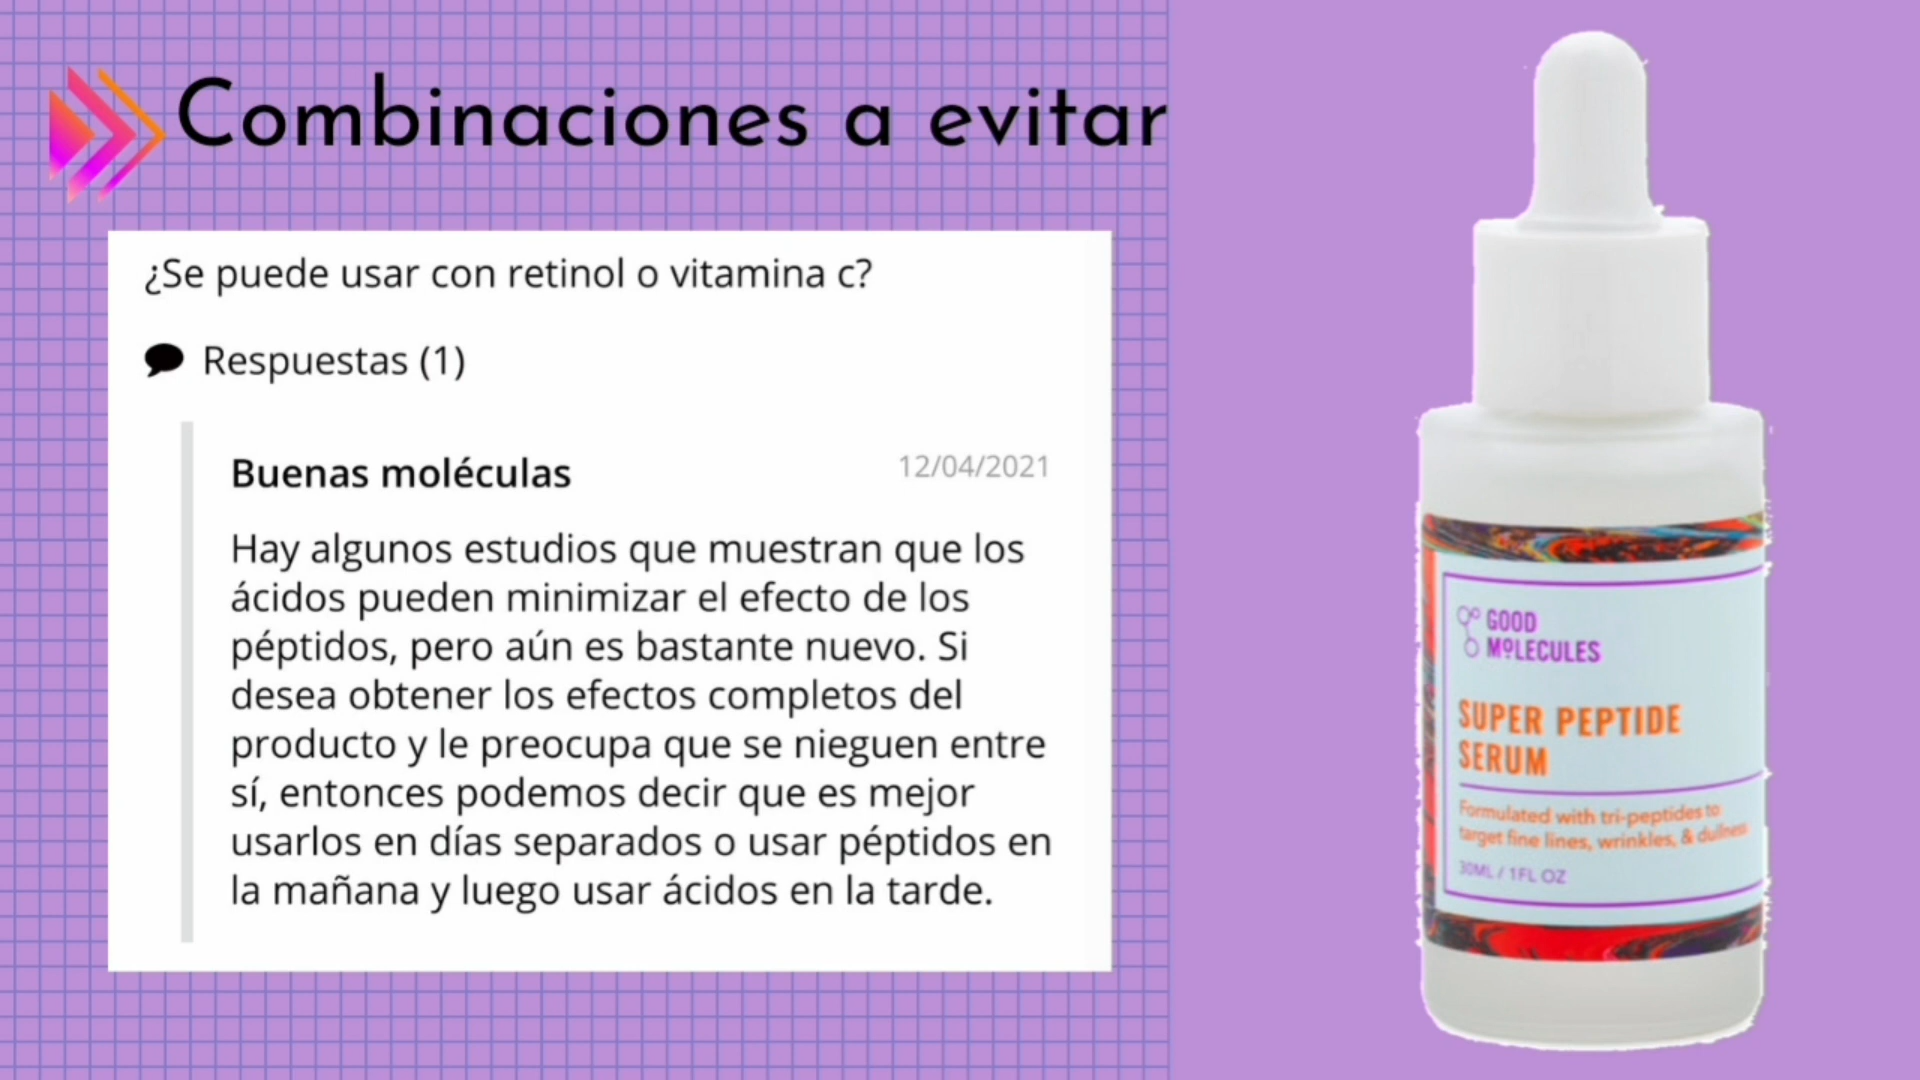 Combinaciones a evitar
¿Se puede usar con retinol o vitamina c?
Respuestas (1)
Buenas moléculas
12/04/2021
Hay algunos estudios que muestran que los
ácidos pueden minimizar el efecto de los
péptidos, pero aún es bastante nuevo. Si
desea obtener los efectos completos del
producto y le preocupa que se nieguen entre
sí, entonces podemos decir que es mejor
usarlos en días separados o usar péptidos en
la mañana y luego usar ácidos en la tarde.
GOOD
MOLECULES
SUPER PEPTIDE
SERUM
Formulated with tri-peptides to
target fine lines, wrinkles, & dullness
30ML / 1FL OZ